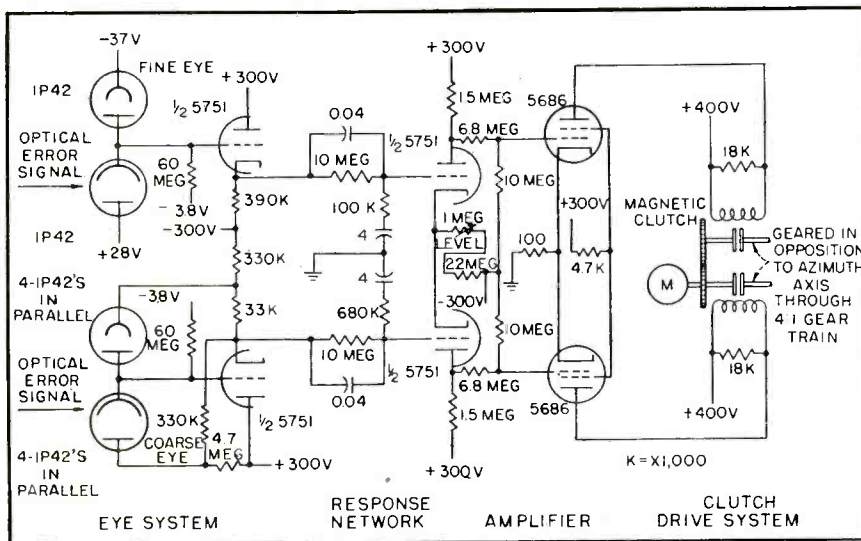 -37V
FINE EYE
1P42
+300V
½ 5751
OPTICAL
ERROR
SIGNAL
60
MEG
-3.8V
-300V
1P42
+28V
390K
330K
33K
0.04
10 MEG
100 K
4
4
680K
10 MEG
0.04
½ 5751
+300V
1.5 MEG
6.8 MEG
10 MEG
1 MEG
LEVEL
22MEG
-300V
10
MEG
½ 5751
6.8 MEG
1.5 MEG
+300V
5686
+300V
100
4.7K
5686
+400V
18K
MAGNETIC
CLUTCH
M
GEARED IN
OPPOSITION
TO AZIMUTH
AXIS
THROUGH
4:1 GEAR
TRAIN
18K
+400V
K=X1,000
4-1P42'S
IN
PARALLEL
-38V
60
MEG
OPTICAL
ERROR
SIGNAL
330K
4.7
MEG
½ 5751
COARSE
EYE
+300V
4-1P42'S
IN
PARALLEL
EYE SYSTEM
RESPONSE
NETWORK
AMPLIFIER
CLUTCH
DRIVE SYSTEM